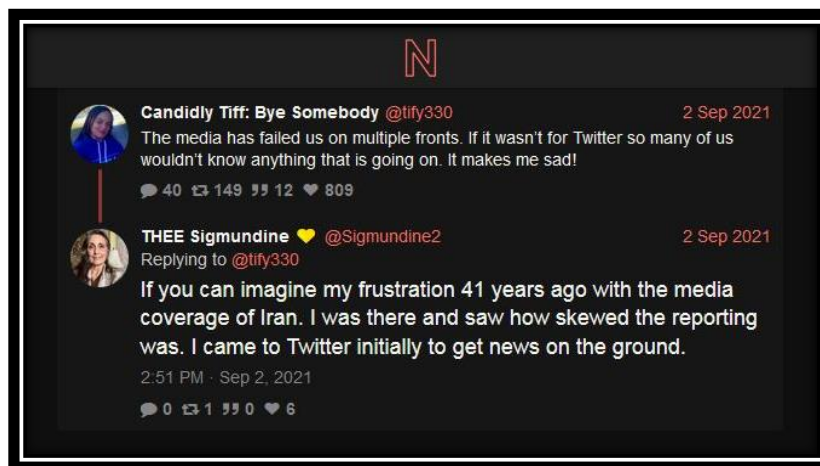 N
Candidly Tiff: Bye Somebody @tify330 2 Sep 2021
The media has failed us on multiple fronts. If it wasn't for Twitter so many of us
wouldn't know anything that is going on. It makes me sad!
40 149 12 809
THEE Sigmundine 💛 @Sigmundine2 2 Sep 2021
Replying to @tify330
If you can imagine my frustration 41 years ago with the media
coverage of Iran. I was there and saw how skewed the reporting
was. I came to Twitter initially to get news on the ground.
2:51 PM · Sep 2, 2021
0 1 0 6